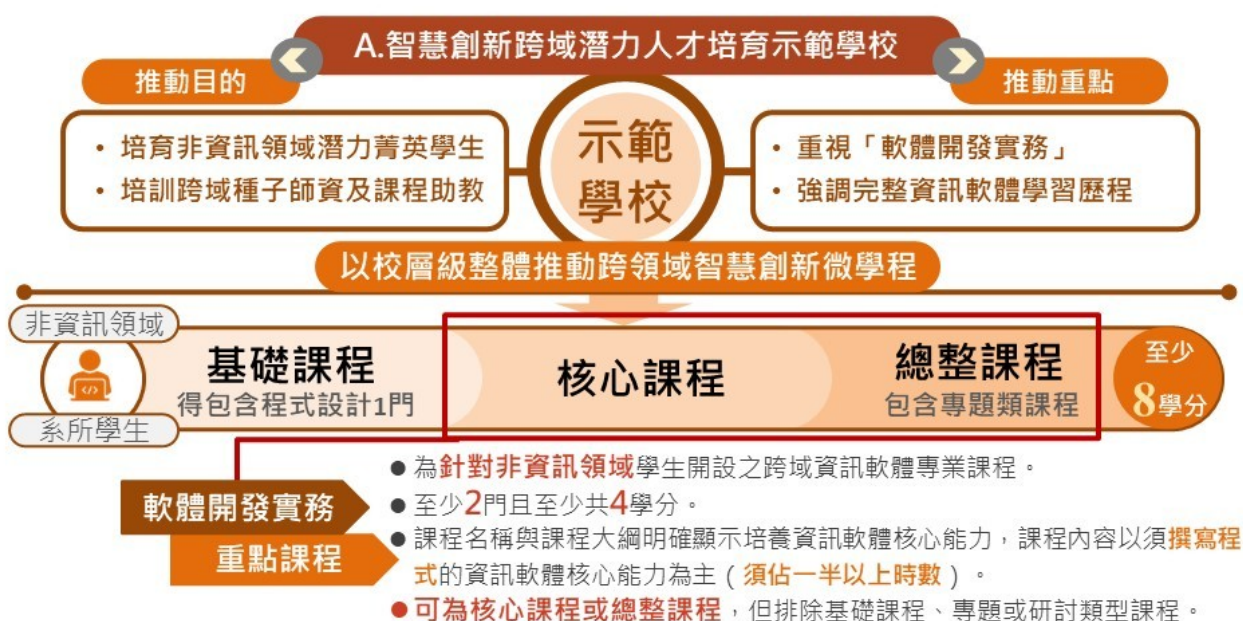 A.智慧創新跨域潛力人才培育示範學校
推動目的
推動重點
• 培育非資訊領域潛力菁英學生
• 培訓跨域種子師資及課程助教
示範
學校
• 重視「軟體開發實務」
• 強調完整資訊軟體學習歷程
以校層級整體推動跨領域智慧創新微學程
非資訊領域
</>
系所學生
基礎課程
得包含程式設計1門
核心課程
總整課程
包含專題類課程
至少
8學分
軟體開發實務
重點課程
● 為針對非資訊領域學生開設之跨域資訊軟體專業課程。
● 至少2門且至少共4學分。
● 課程名稱與課程大綱明確顯示培養資訊軟體核心能力，課程內容以須撰寫程
式的資訊軟體核心能力為主（須佔一半以上時數）。
● 可為核心課程或總整課程，但排除基礎課程、專題或研討類型課程。